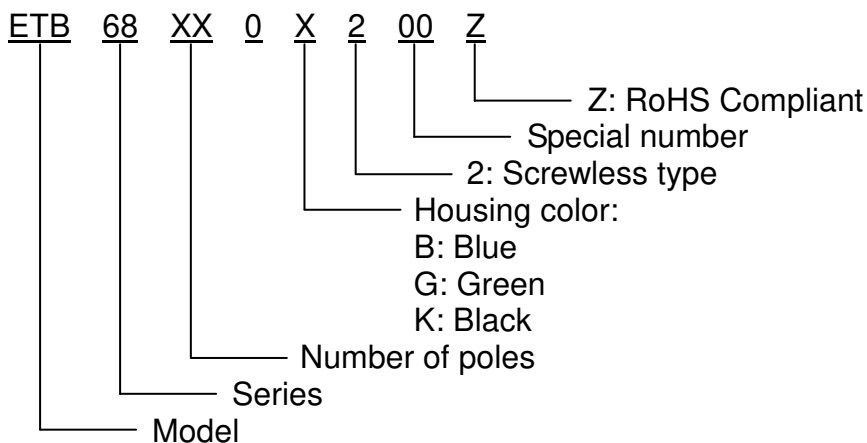 ETB 68 XX 0 X 2 00 Z
Z: RoHS Compliant
Special number
2: Screwless type
Housing color:
B: Blue
G: Green
K: Black
Number of poles
Series
Model